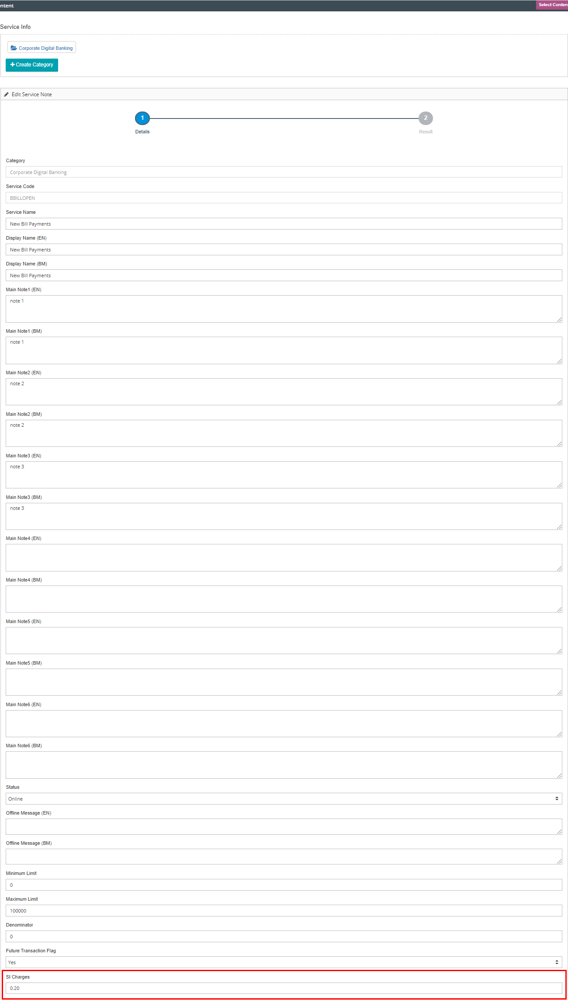 ntent
Select Conten
Service Info
Corporate Digital Banking
Create Category
Edit Service Note
1
2
Details
Result
Category
Corporate Digital Banking
Service Code
BBILLOPEN
Service Name
New Bill Payments
Display Name (EN)
New Bill Payments
Display Name (BM)
New Bill Payments
Main Note1 (EN)
note 1
Main Note1 (BM)
note 1
Main Note2 (EN)
note 2
Main Note2 (BM)
note 2
Main Note3 (EN)
note 3
Main Note3 (BM)
note 3
Main Note4 (EN)
Main Note4 (BM)
Main Note5 (EN)
Main Note5 (BM)
Main Note6 (EN)
Main Note6 (BM)
Status
Online
Offline Message (EN)
Offline Message (BM)
Minimum Limit
0
Maximum Limit
100000
Denominator
0
Future Transaction Flag
Yes
SI Charges
0.20